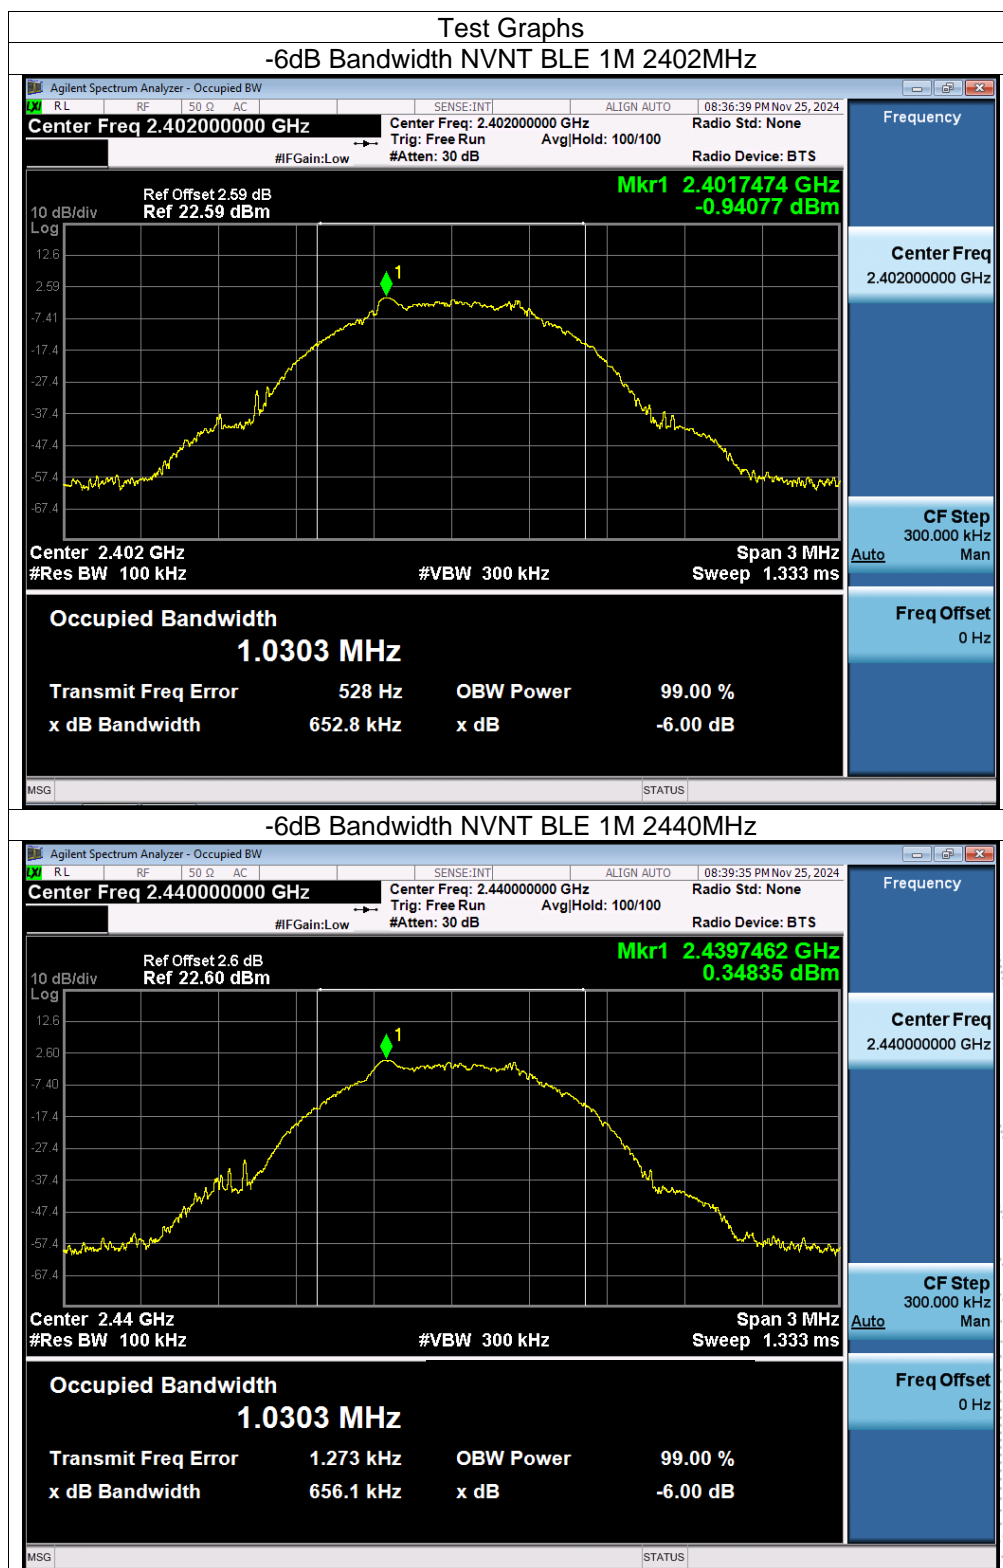 Test Graphs
-6dB Bandwidth NVNT BLE 1M 2402MHz
Agilent Spectrum Analyzer - Occupied BW
LXI RL RF 50 Ω AC SENSE:INT ALIGN AUTO 08:36:39 PM Nov 25, 2024
Center Freq 2.402000000 GHz Center Freq: 2.402000000 GHz Radio Std: None
Trig: Free Run Avg|Hold: 100/100
#IFGain:Low #Atten: 30 dB Radio Device: BTS
Frequency
Mkr1 2.4017474 GHz
-0.94077 dBm
Ref Offset 2.59 dB
10 dB/div Ref 22.59 dBm
Log
12.6
2.59
-7.41
-17.4
-27.4
-37.4
-47.4
-57.4
-67.4
1
Center 2.402 GHz Span 3 MHz
#Res BW 100 kHz #VBW 300 kHz Sweep 1.333 ms
Center Freq
2.402000000 GHz
CF Step
300.000 kHz
Auto Man
Freq Offset
0 Hz
Occupied Bandwidth
1.0303 MHz
Transmit Freq Error 528 Hz OBW Power 99.00 %
x dB Bandwidth 652.8 kHz x dB -6.00 dB
MSG STATUS
-6dB Bandwidth NVNT BLE 1M 2440MHz
Agilent Spectrum Analyzer - Occupied BW
LXI RL RF 50 Ω AC SENSE:INT ALIGN AUTO 08:39:35 PM Nov 25, 2024
Center Freq 2.440000000 GHz Center Freq: 2.440000000 GHz Radio Std: None
Trig: Free Run Avg|Hold: 100/100
#IFGain:Low #Atten: 30 dB Radio Device: BTS
Frequency
Mkr1 2.4397462 GHz
0.34835 dBm
Ref Offset 2.6 dB
10 dB/div Ref 22.60 dBm
Log
12.6
2.60
-7.40
-17.4
-27.4
-37.4
-47.4
-57.4
-67.4
1
Center 2.44 GHz Span 3 MHz
#Res BW 100 kHz #VBW 300 kHz Sweep 1.333 ms
Center Freq
2.440000000 GHz
CF Step
300.000 kHz
Auto Man
Freq Offset
0 Hz
Occupied Bandwidth
1.0303 MHz
Transmit Freq Error 1.273 kHz OBW Power 99.00 %
x dB Bandwidth 656.1 kHz x dB -6.00 dB
MSG STATUS